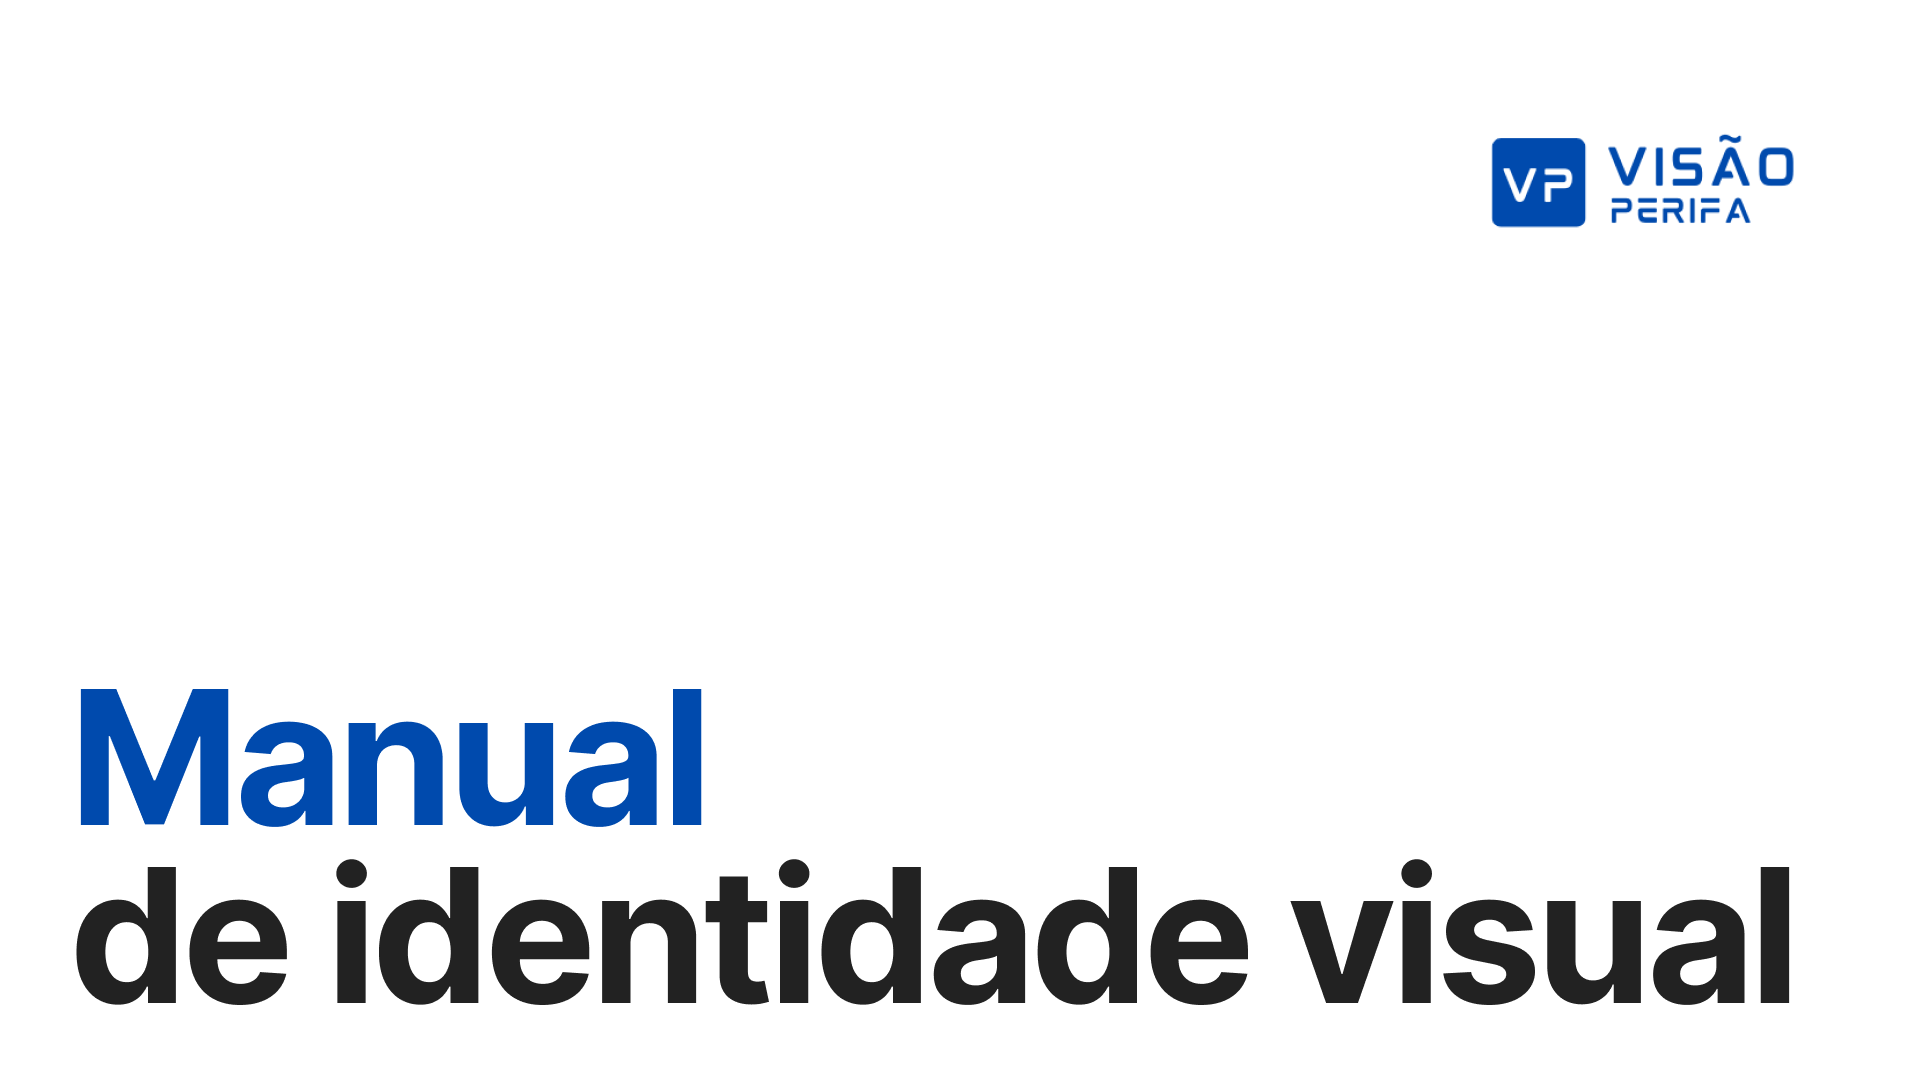 VP
VISÃO
PERIFA
Manual
de identidade visual